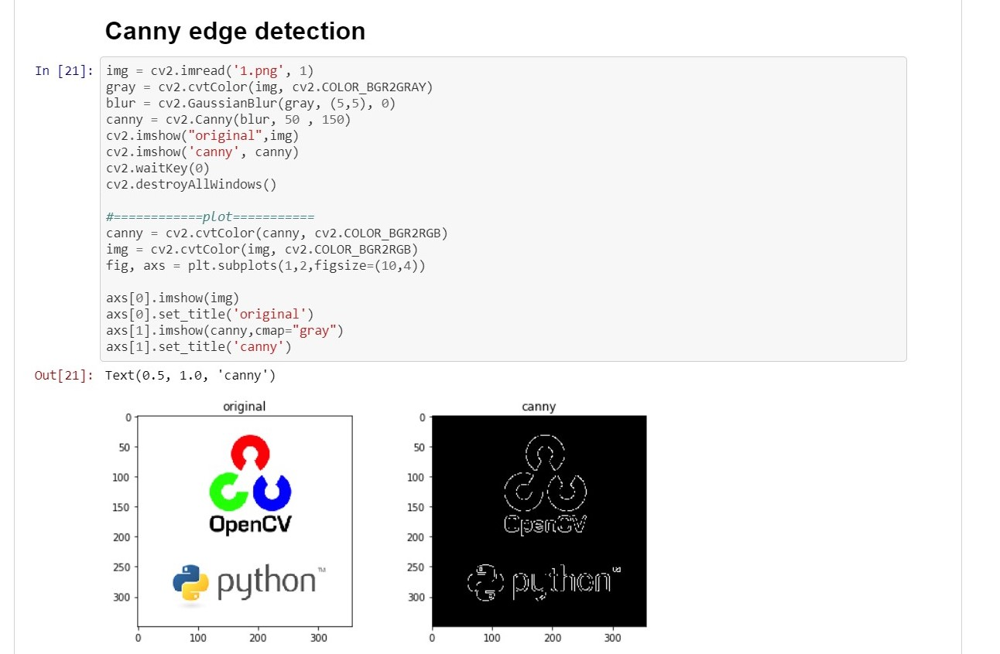 Canny edge detection
In [21]:
img = cv2.imread('1.png', 1)
gray = cv2.cvtColor(img, cv2.COLOR_BGR2GRAY)
blur = cv2.GaussianBlur(gray, (5,5), 0)
canny = cv2.Canny(blur, 50 , 150)
cv2.imshow("original",img)
cv2.imshow('canny', canny)
cv2.waitKey(0)
cv2.destroyAllWindows()
#============plot===========
canny = cv2.cvtColor(canny, cv2.COLOR_BGR2RGB)
img = cv2.cvtColor(img, cv2.COLOR_BGR2RGB)
fig, axs = plt.subplots(1,2,figsize=(10,4))
axs[0].imshow(img)
axs[0].set_title('original')
axs[1].imshow(canny,cmap="gray")
axs[1].set_title('canny')
Out[21]: Text(0.5, 1.0, 'canny')
original
0
50
100
150
200
250
300
OpenCV
python™
0 100 200 300
canny
0
50
100
150
200
250
300
OpenCV
python™
0 100 200 300